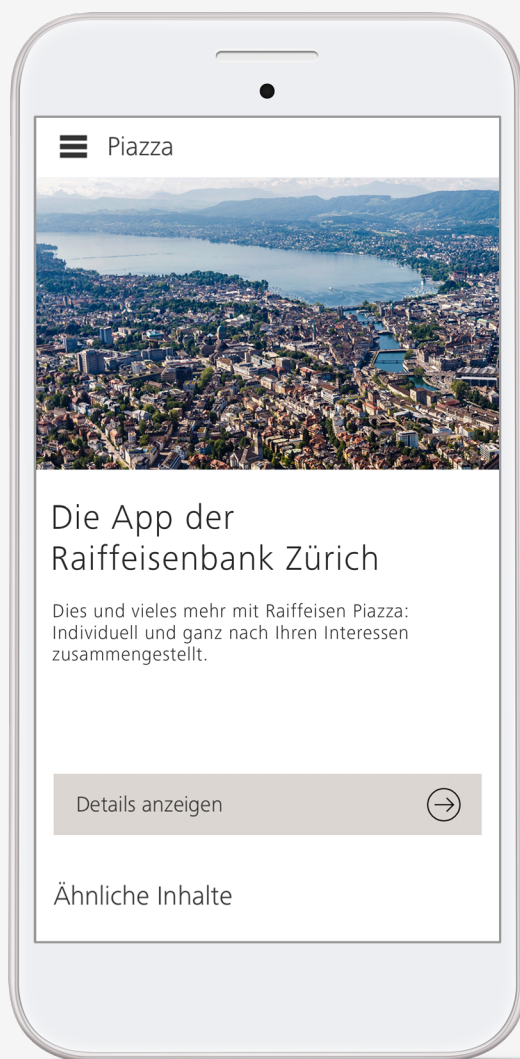 Piazza
Die App der
Raiffeisenbank Zürich
Dies und vieles mehr mit Raiffeisen Piazza:
Individuell und ganz nach Ihren Interessen
zusammengestellt.
Details anzeigen
Ähnliche Inhalte